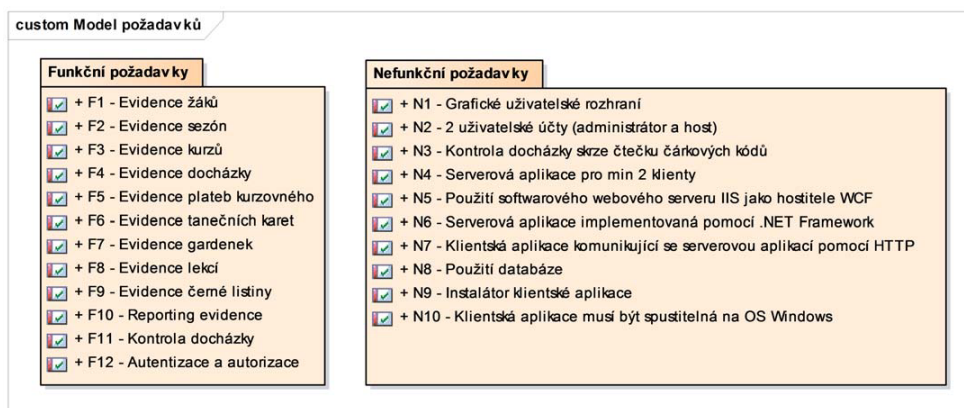 custom Model požadavků
Funkční požadavky
+ F1 - Evidence žáků
+ F2 - Evidence sezón
+ F3 - Evidence kurzů
+ F4 - Evidence docházky
+ F5 - Evidence plateb kurzovného
+ F6 - Evidence tanečních karet
+ F7 - Evidence gardenek
+ F8 - Evidence lekcí
+ F9 - Evidence černé listiny
+ F10 - Reporting evidence
+ F11 - Kontrola docházky
+ F12 - Autentizace a autorizace
Nefunkční požadavky
+ N1 - Grafické uživatelské rozhraní
+ N2 - 2 uživatelské účty (administrátor a host)
+ N3 - Kontrola docházky skrze čtečku čárkových kódů
+ N4 - Serverová aplikace pro min 2 klienty
+ N5 - Použití softwarového webového serveru IIS jako hostitele WCF
+ N6 - Serverová aplikace implementovaná pomocí .NET Framework
+ N7 - Klientská aplikace komunikující se serverovou aplikací pomocí HTTP
+ N8 - Použití databáze
+ N9 - Instalátor klientské aplikace
+ N10 - Klientská aplikace musí být spustitelná na OS Windows